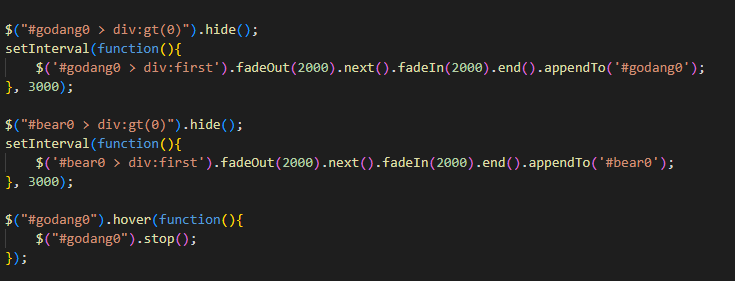 $("#godang0 > div:gt(0)").hide();
setInterval(function(){
    $('#godang0 > div:first').fadeOut(2000).next().fadeIn(2000).end().appendTo('#godang0');
}, 3000);

$("#bear0 > div:gt(0)").hide();
setInterval(function(){
    $('#bear0 > div:first').fadeOut(2000).next().fadeIn(2000).end().appendTo('#bear0');
}, 3000);

$("#godang0").hover(function(){
    $("#godang0").stop();
});